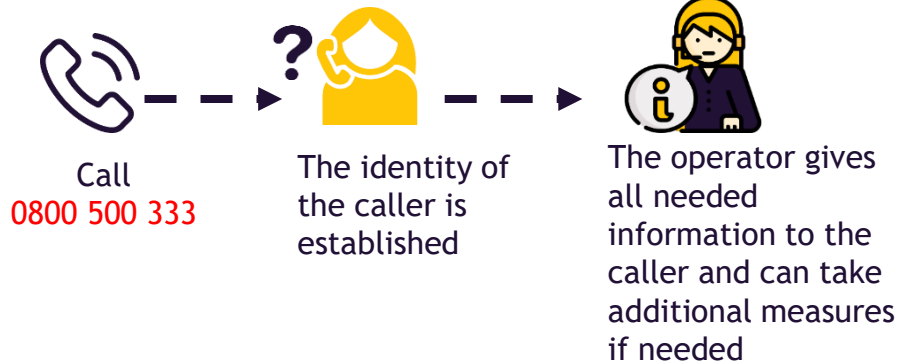 ?
Call
0800 500 333
The identity of
the caller is
established
i
The operator gives
all needed
information to the
caller and can take
additional measures
if needed